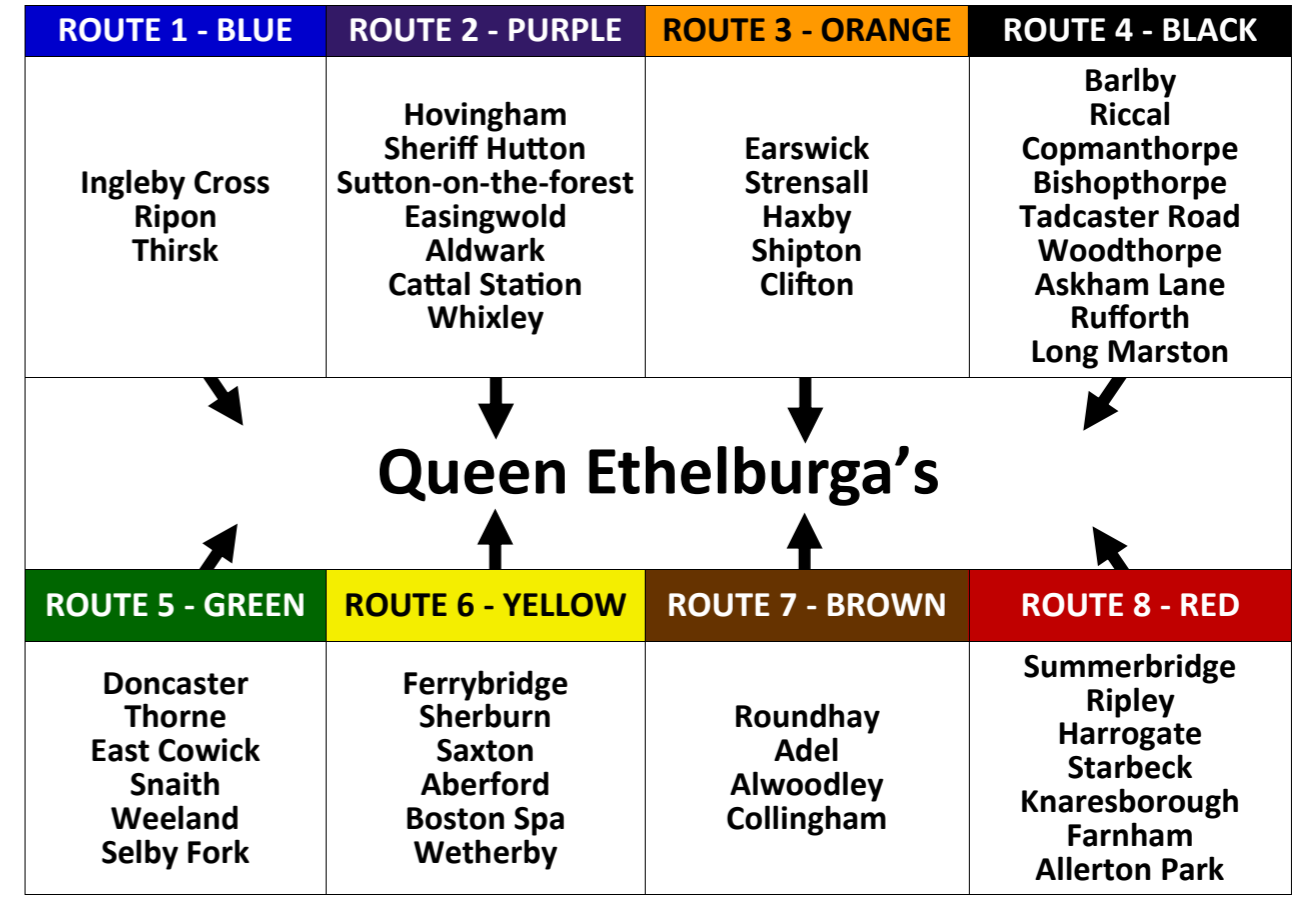 ROUTE 1 - BLUE
Ingleby Cross
Ripon
Thirsk
ROUTE 2 - PURPLE
Hovingham
Sheriff Hutton
Sutton-on-the-forest
Easingwold
Aldwark
Cattal Station
Whixley
ROUTE 3 - ORANGE
Earswick
Strensall
Haxby
Shipton
Clifton
ROUTE 4 - BLACK
Barlby
Riccal
Copmanthorpe
Bishopthorpe
Tadcaster Road
Woodthorpe
Askham Lane
Rufforth
Long Marston
Queen Ethelburga’s
ROUTE 5 - GREEN
Doncaster
Thorne
East Cowick
Snaith
Weeland
Selby Fork
ROUTE 6 - YELLOW
Ferrybridge
Sherburn
Saxton
Aberford
Boston Spa
Wetherby
ROUTE 7 - BROWN
Roundhay
Adel
Alwoodley
Collingham
ROUTE 8 - RED
Summerbridge
Ripley
Harrogate
Starbeck
Knaresborough
Farnham
Allerton Park